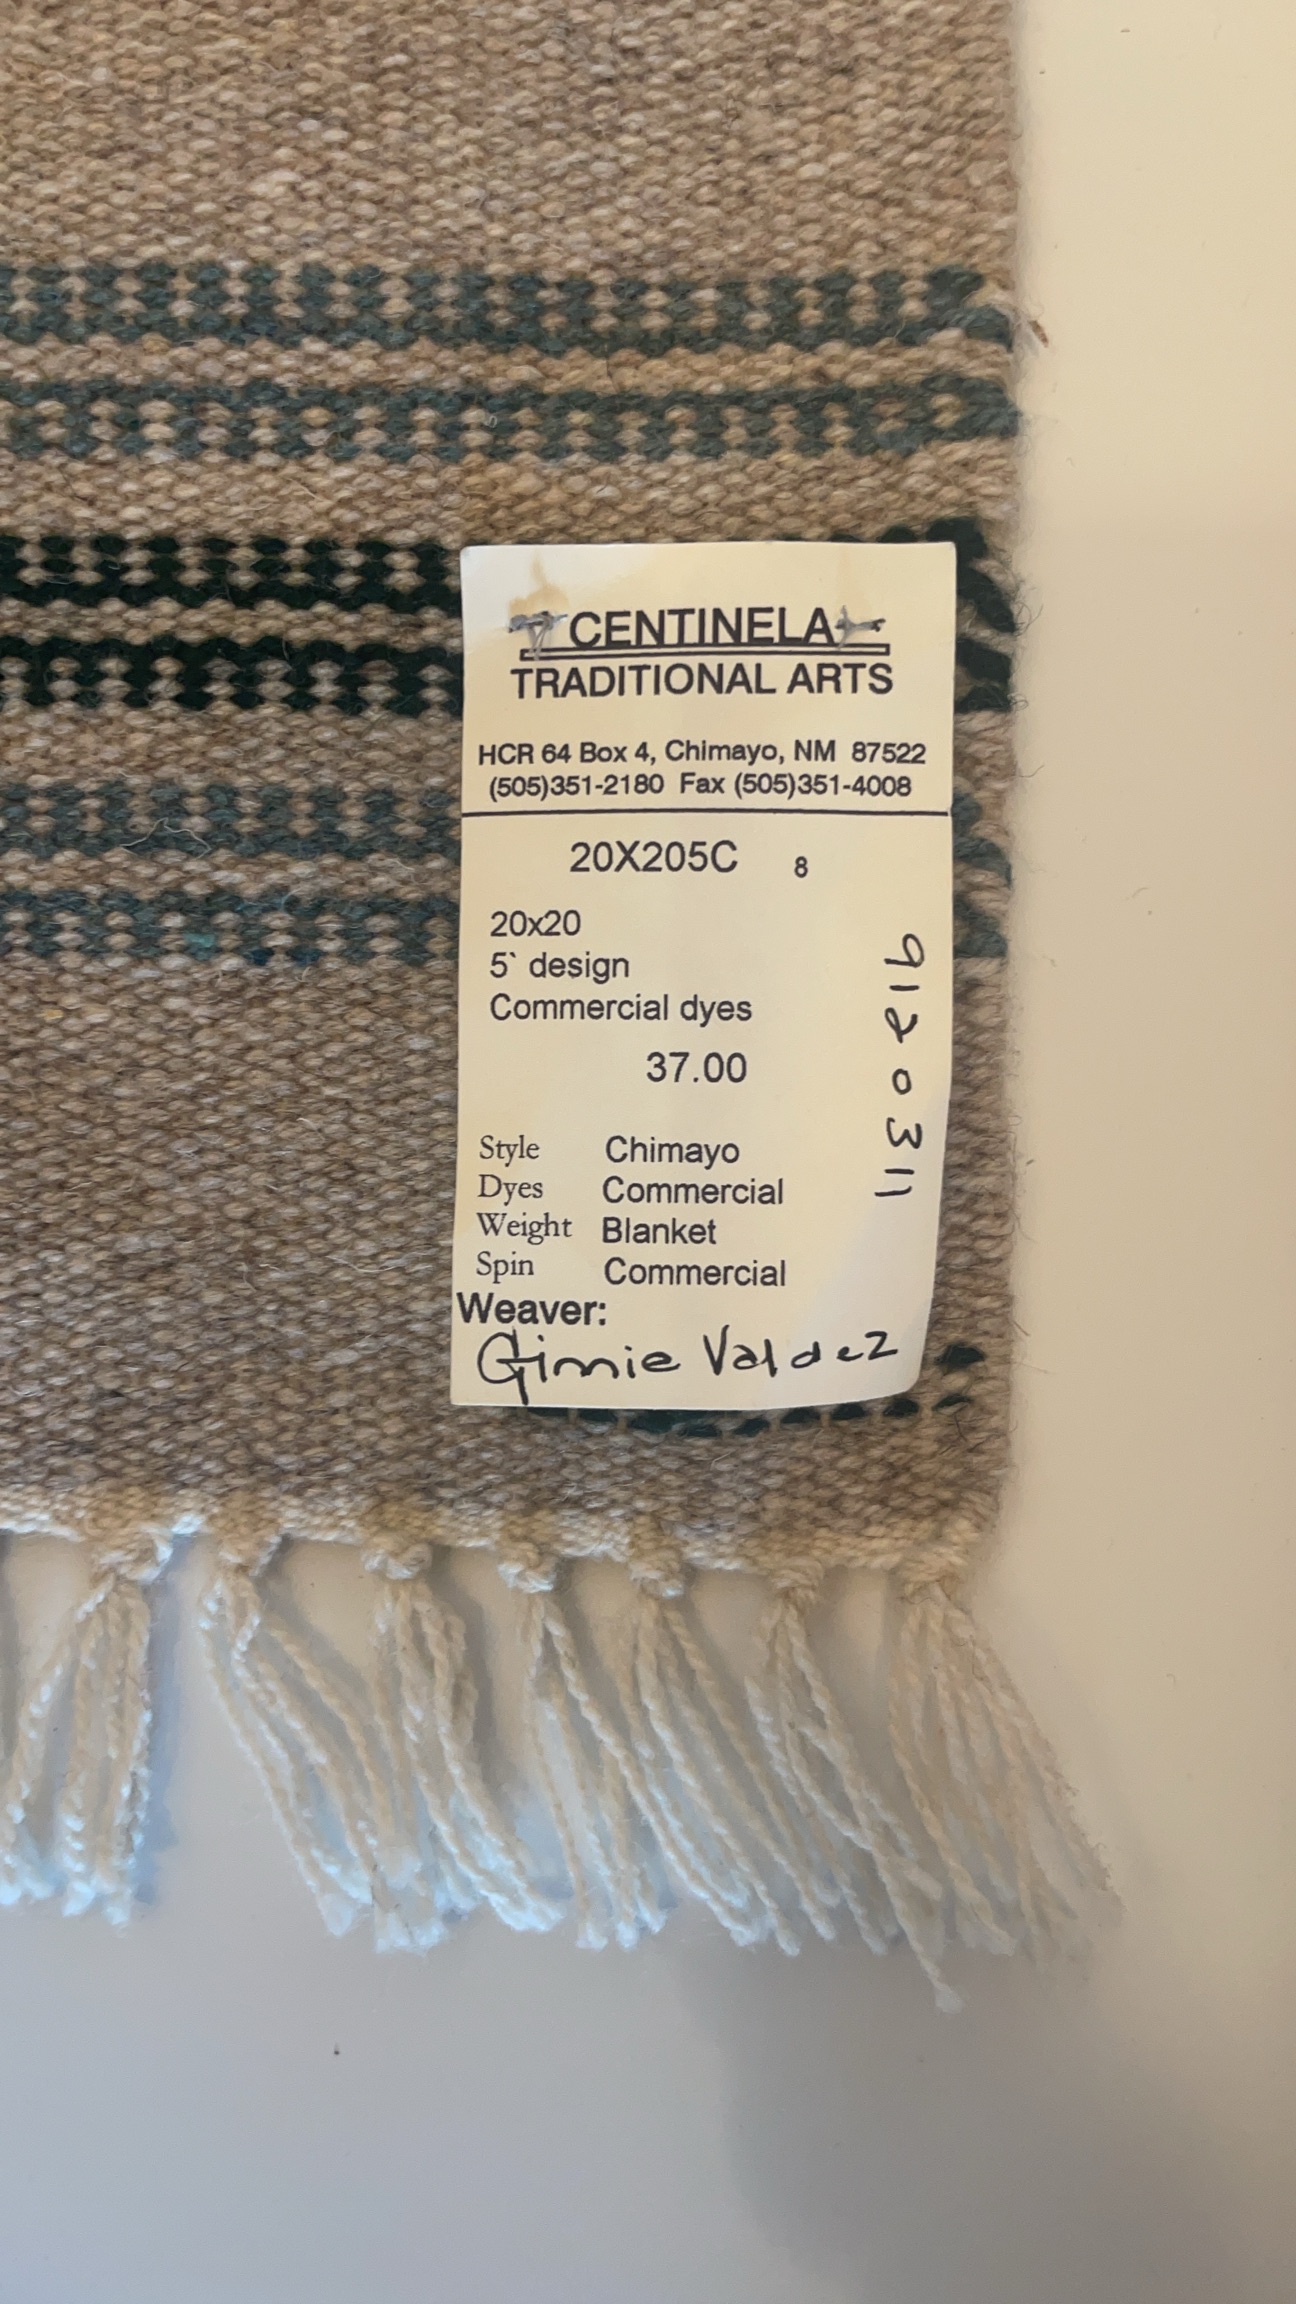 CENTINELA
TRADITIONAL ARTS
HCR 64 Box 4, Chimayo, NM 87522
(505)351-2180 Fax (505)351-4008
20X205C 8
20x20
5` design
Commercial dyes
37.00
Style Chimayo
Dyes Commercial
Weight Blanket
Spin Commercial
Weaver:
Gimie Valdez
9120311